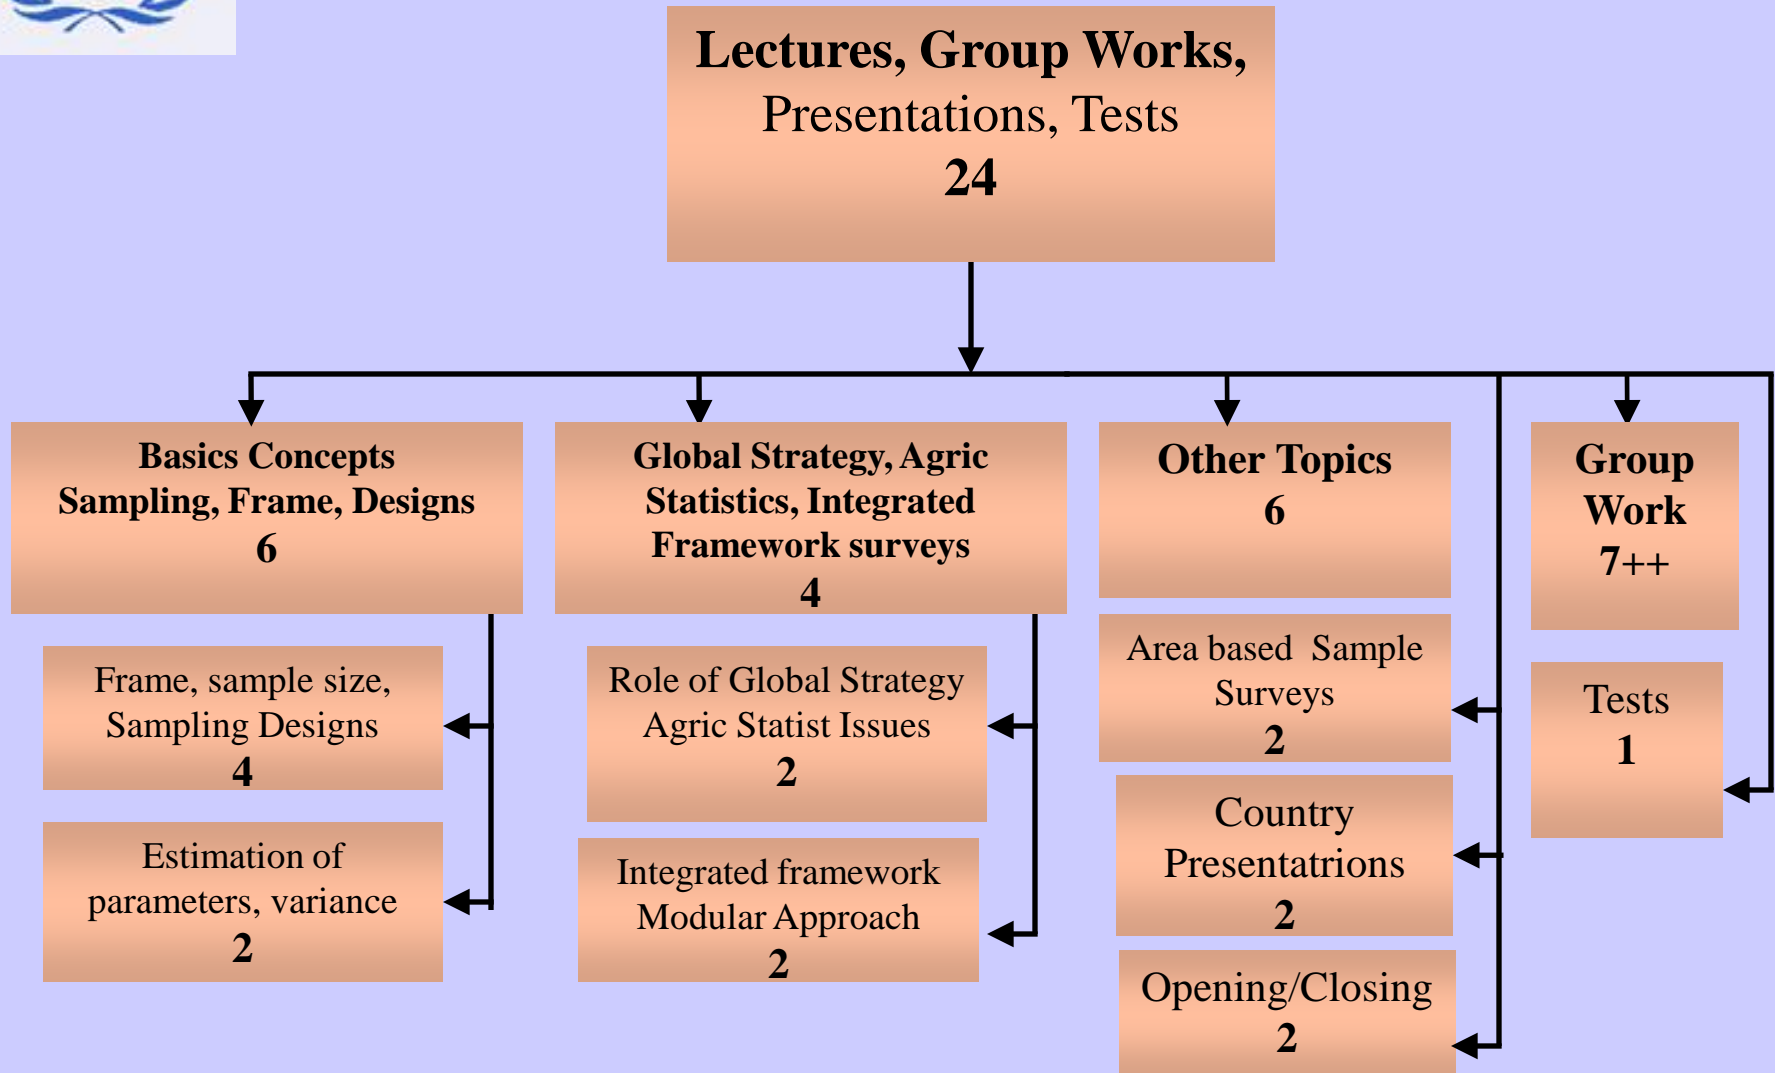 Lectures, Group Works,
Presentations, Tests
24
Basics Concepts
Sampling, Frame, Designs
6
Frame, sample size,
Sampling Designs
4
Estimation of
parameters, variance
2
Global Strategy, Agric
Statistics, Integrated
Framework surveys
4
Role of Global Strategy
Agric Statist Issues
2
Integrated framework
Modular Approach
2
Other Topics
6
Area based Sample
Surveys
2
Country
Presentatrions
2
Opening/Closing
2
Group
Work
7++
Tests
1